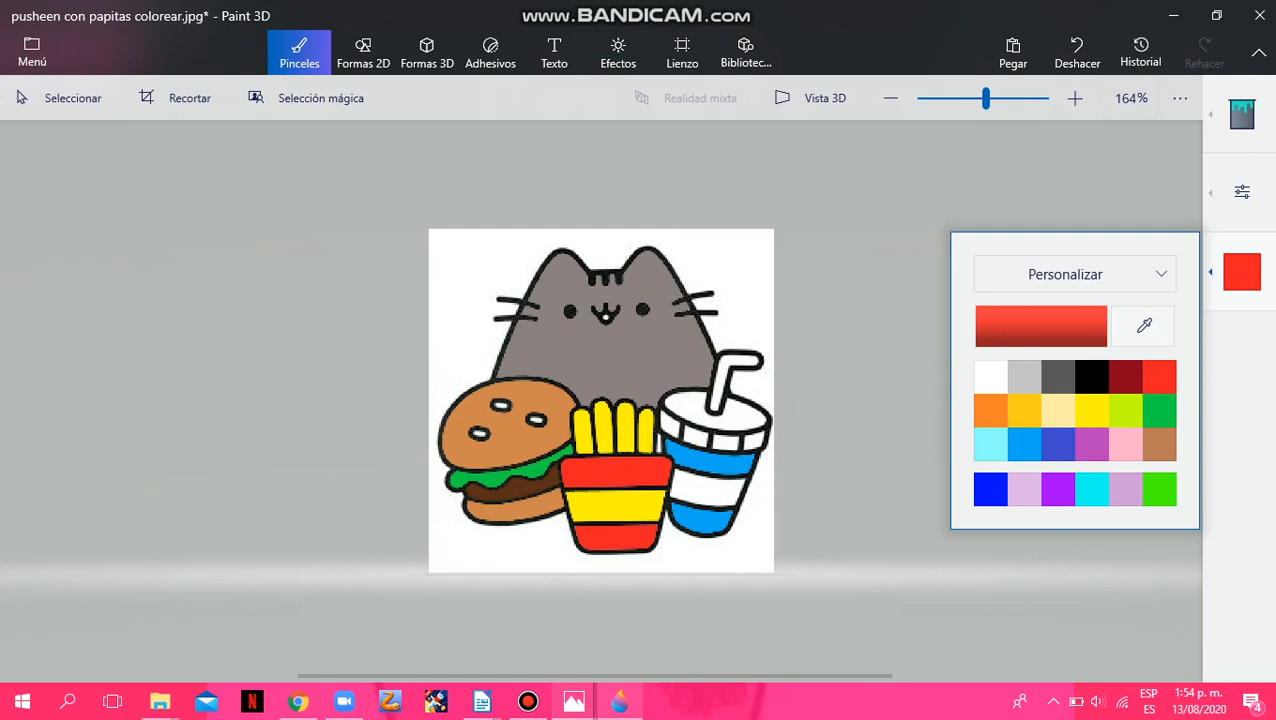 pusheen con papitas colorear.jpg* - Paint 3D
www.BANDICAM.com
Menú
Pinceles
Formas 2D
Formas 3D
Adhesivos
Texto
Efectos
Lienzo
Bibliotec...
Pegar
Deshacer
Historial
Rehacer
Seleccionar
Recortar
Selección mágica
Realidad mixta
Vista 3D
164%
Personalizar
ESP
ES
1:54 p. m.
13/08/2020
4